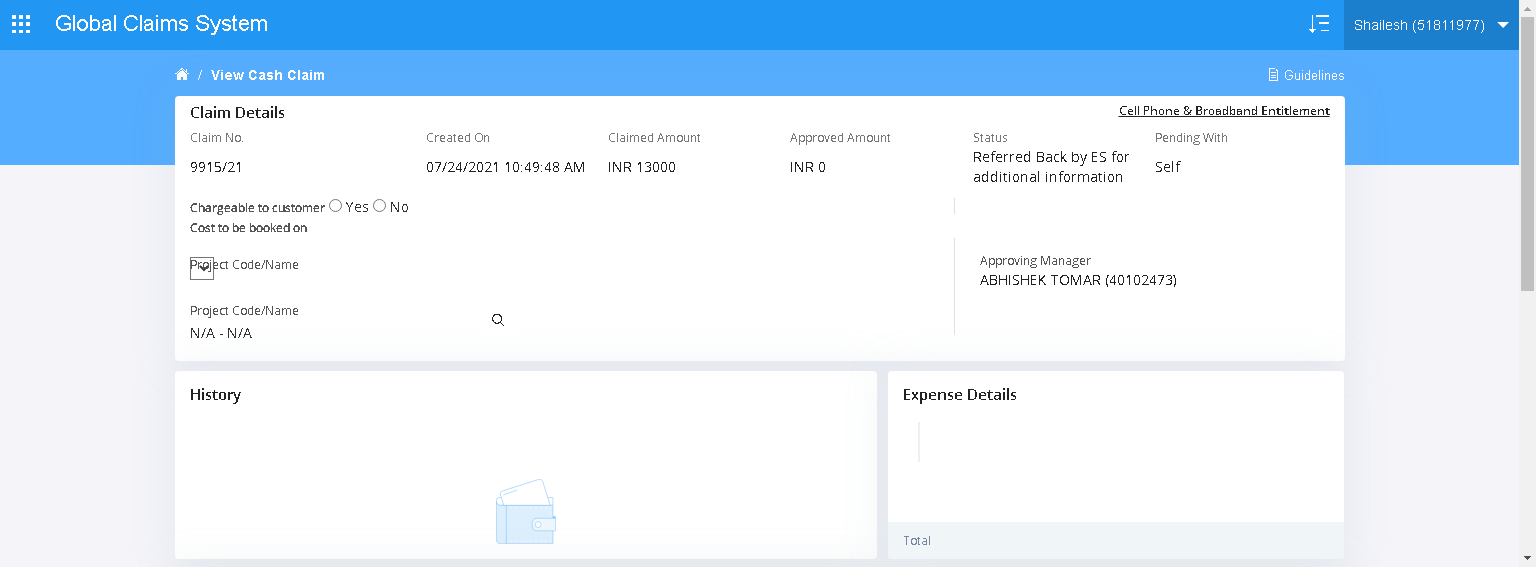 Global Claims System
Shailesh (51811977)
/ View Cash Claim
Guidelines
Claim Details
Cell Phone & Broadband Entitlement
Claim No.
Created On
Claimed Amount
Approved Amount
Status
Pending With
9915/21
07/24/2021 10:49:48 AM
INR 13000
INR 0
Referred Back by ES for
additional information
Self
Chargeable to customer Yes No
Cost to be booked on
Project Code/Name
Approving Manager
ABHISHEK TOMAR (40102473)
Project Code/Name
N/A - N/A
History
Expense Details
Total